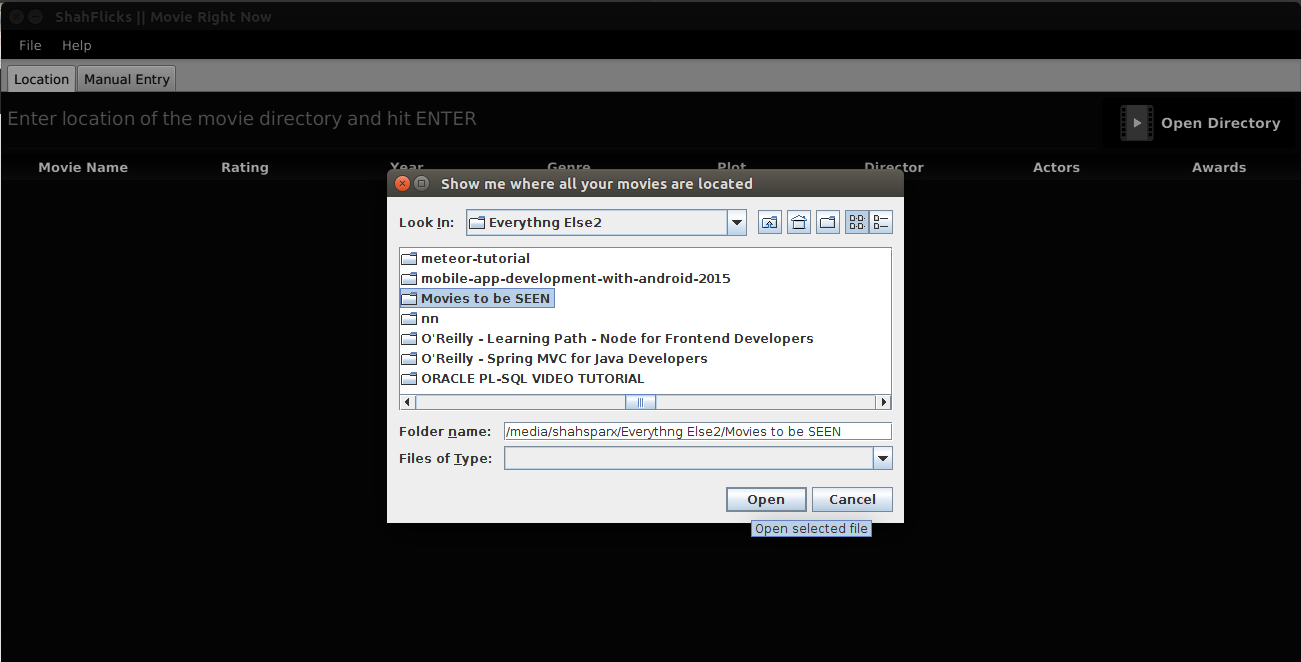 ShahFlicks || Movie Right Now
File Help
Location Manual Entry
Enter location of the movie directory and hit ENTER
Open Directory
Movie Name Rating Year Genre Plot Director Actors Awards
Show me where all your movies are located
Look In: Everythng Else2
meteor-tutorial
mobile-app-development-with-android-2015
Movies to be SEEN
nn
O'Reilly - Learning Path - Node for Frontend Developers
O'Reilly - Spring MVC for Java Developers
ORACLE PL-SQL VIDEO TUTORIAL
Folder name: /media/shahsparx/Everythng Else2/Movies to be SEEN
Files of Type:
Open Cancel
Open selected file